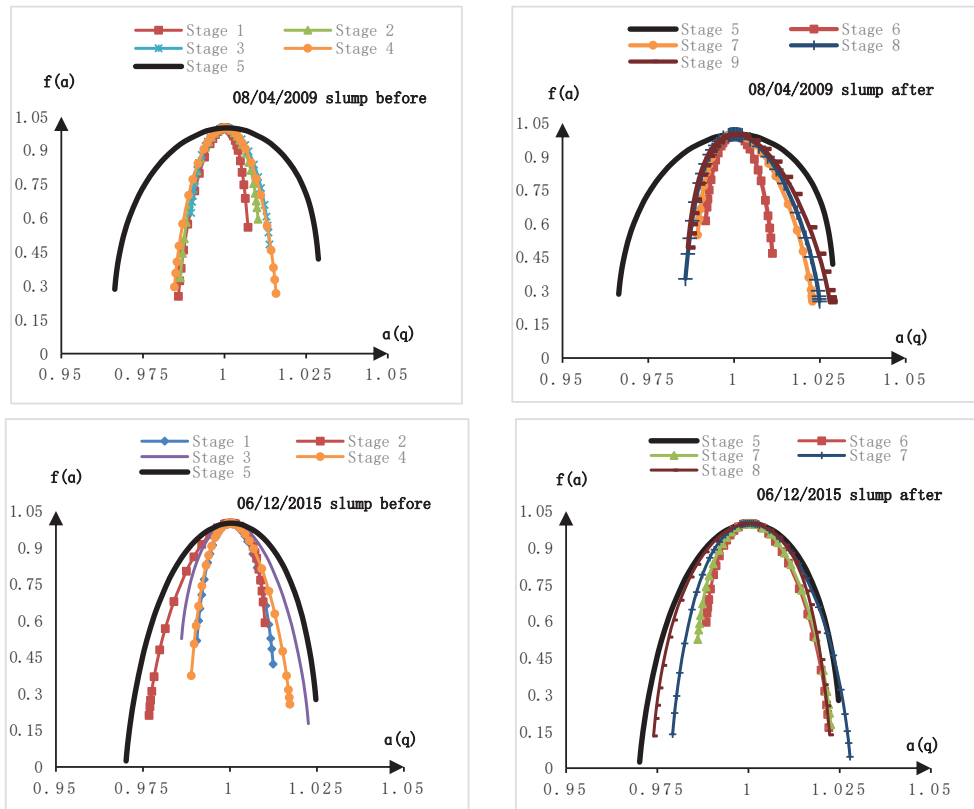 Stage 1 Stage 2
Stage 3 Stage 4
Stage 5
f(a)
08/04/2009 slump before
1.05
0.9
0.75
0.6
0.45
0.3
0.15
0
a(q)
0.95 0.975 1 1.025 1.05
Stage 5 Stage 6
Stage 7 Stage 8
Stage 9
f(a)
08/04/2009 slump after
1.05
0.9
0.75
0.6
0.45
0.3
0.15
0
a(q)
0.95 0.975 1 1.025 1.05
Stage 1 Stage 2
Stage 3 Stage 4
Stage 5
f(a)
06/12/2015 slump before
1.05
0.9
0.75
0.6
0.45
0.3
0.15
0
a(q)
0.95 0.975 1 1.025 1.05
Stage 5 Stage 6
Stage 7 Stage 7
Stage 8
f(a)
06/12/2015 slump after
1.05
0.9
0.75
0.6
0.45
0.3
0.15
0
a(q)
0.95 0.975 1 1.025 1.05